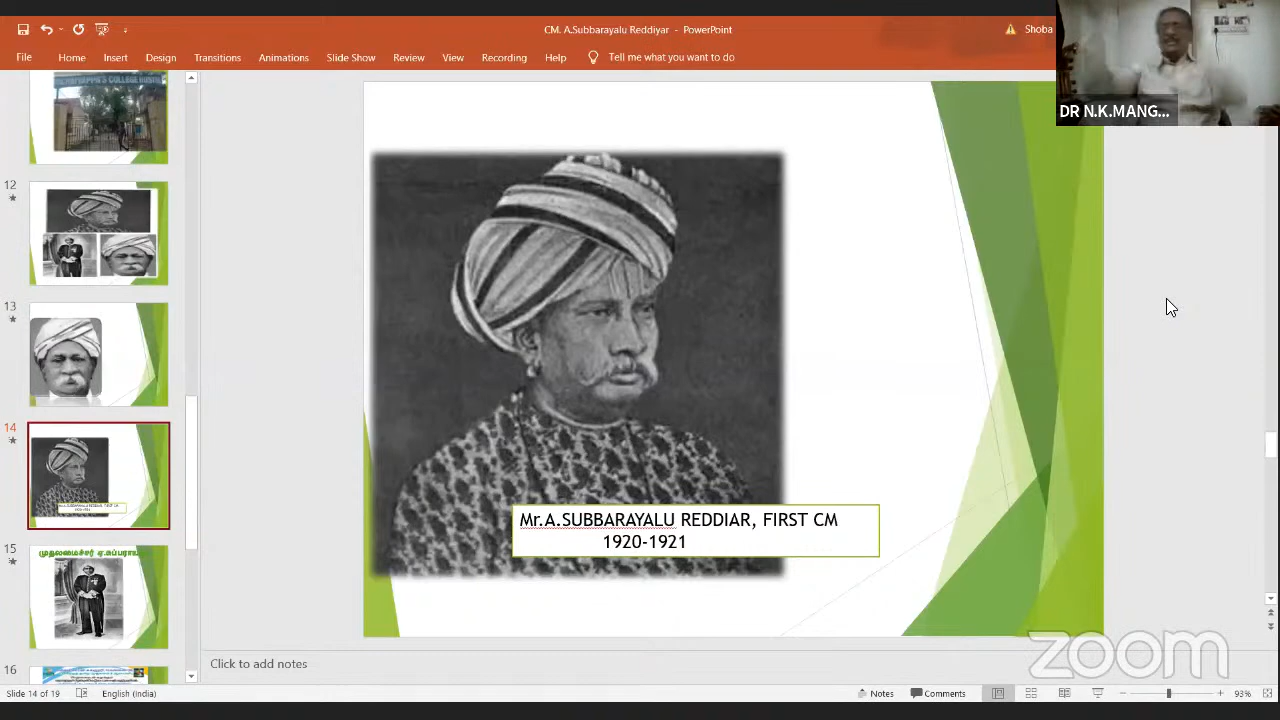 CM. A.Subbarayalu Reddiyar - PowerPoint
Shoba
File Home Insert Design Transitions Animations Slide Show Review View Recording Help Tell me what you want to do
DR N.K.MANG...
12
13
14
15
16
Mr.A.SUBBARAYALU REDDIAR, FIRST CM
1920-1921
Click to add notes
zoom
Slide 14 of English (India) Notes Comments 93%